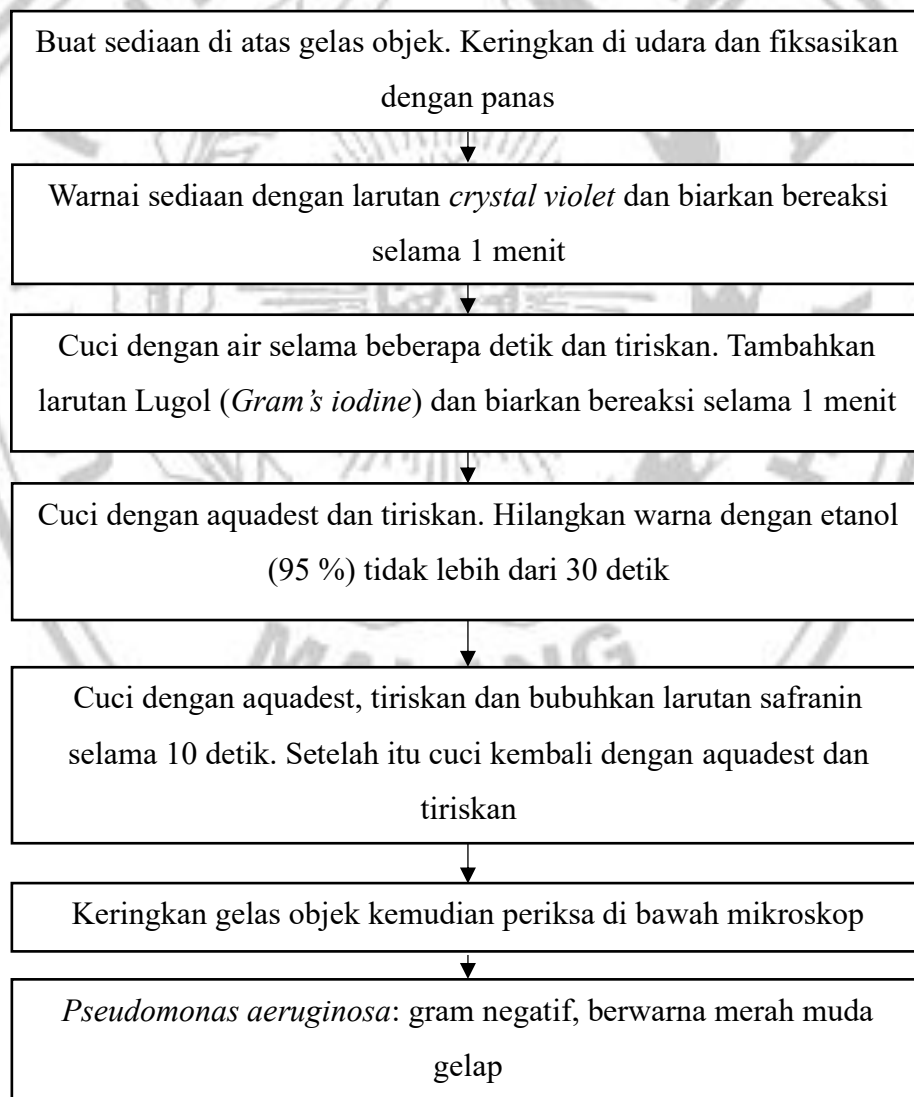 Buat sediaan di atas gelas objek. Keringkan di udara dan fiksasikan
dengan panas
Warnai sediaan dengan larutan crystal violet dan biarkan bereaksi
selama 1 menit
Cuci dengan air selama beberapa detik dan tiriskan. Tambahkan
larutan Lugol (Gram's iodine) dan biarkan bereaksi selama 1 menit
Cuci dengan aquadest dan tiriskan. Hilangkan warna dengan etanol
(95 %) tidak lebih dari 30 detik
MALANG
Cuci dengan aquadest, tiriskan dan bubuhkan larutan safranin
selama 10 detik. Setelah itu cuci kembali dengan aquadest dan
tiriskan
Keringkan gelas objek kemudian periksa di bawah mikroskop
Pseudomonas aeruginosa: gram negatif, berwarna merah muda
gelap